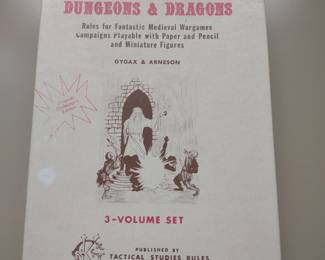 DUNGEONS & DRAGONS
Rules for Fantastic Medieval Wargames
Campaigns Playable with Paper and Pencil
and Miniature Figures
GYGAX & ARNESON
3-VOLUME SET
PUBLISHED BY
TACTICAL STUDIES RULES